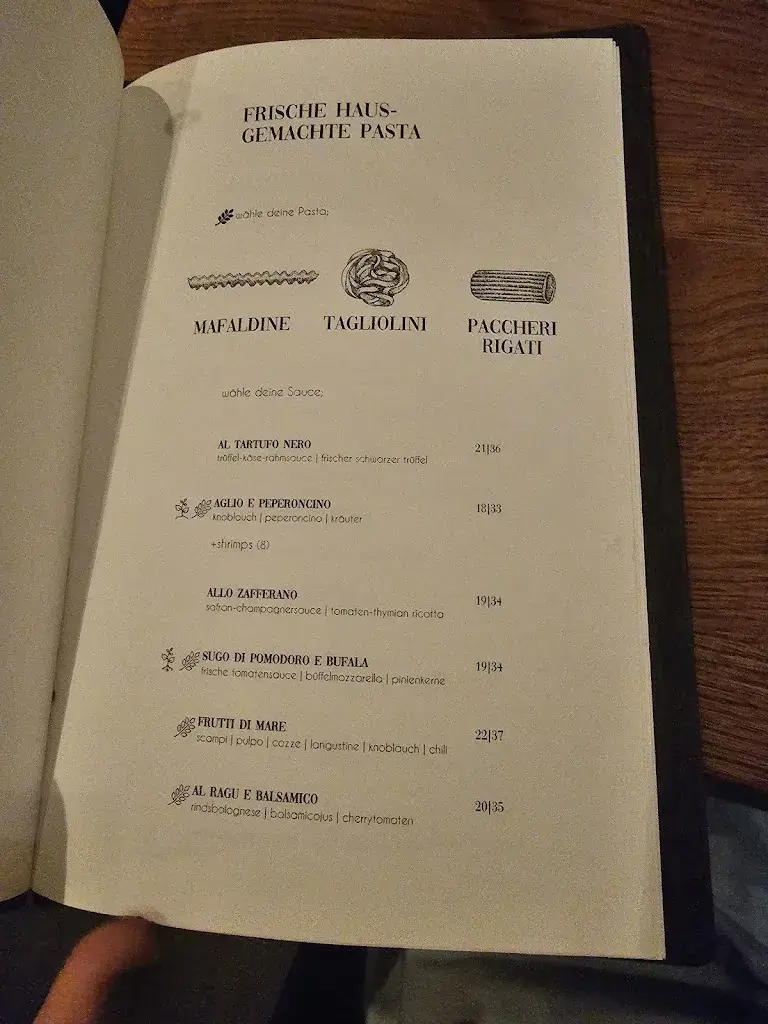 FRISCHE HAUS-
GEMACHTE PASTA
wähle deine Pasta;
MAFALDINE TAGLIOLINI PACCHERI
RIGATI
wähle deine Sauce;
AL TARTUFO NERO 21|36
trüffel-käse-rahmsauce | frischer schwarzer trüffel
AGLIO E PEPERONCINO 18|33
knoblauch | peperoncino | kräuter
+shrimps (8)
ALLO ZAFFERANO 19|34
safran-champagnersauce | tomaten-thymian ricotta
SUGO DI POMODORO E BUFALA 19|34
frische tomatensauce | büffelmozzarella | pinienkerne
FRUTTI DI MARE 22|37
scampi | pulpo | cozze | langustine | knoblauch | chili
AL RAGU E BALSAMICO 20|35
rindsbolognese | balsamicojus | cherrytomaten